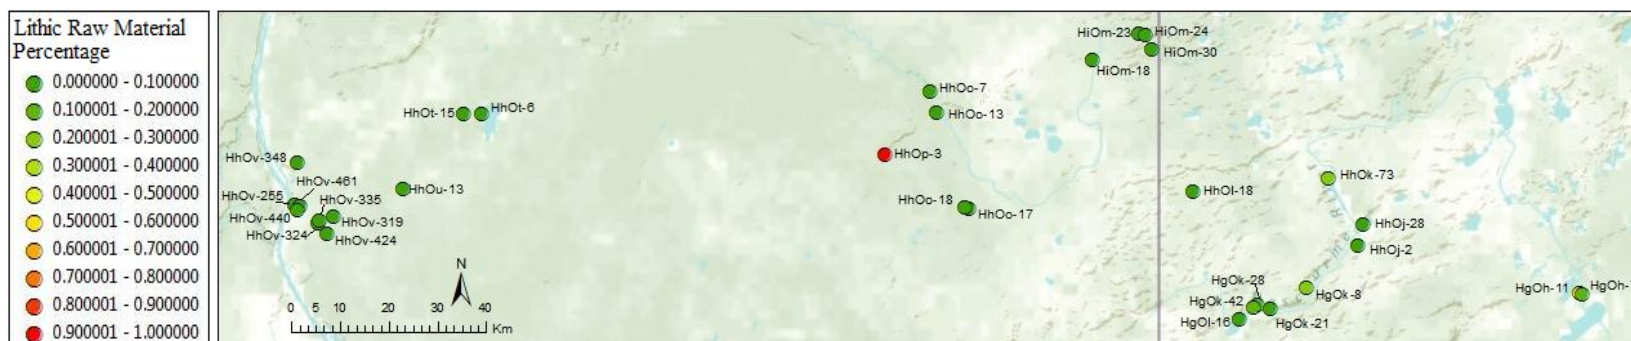 Lithic Raw Material
Percentage
0.000000 - 0.100000
0.100001 - 0.200000
0.200001 - 0.300000
0.300001 - 0.400000
0.400001 - 0.500000
0.500001 - 0.600000
0.600001 - 0.700000
0.700001 - 0.800000
0.800001 - 0.900000
0.900001 - 1.000000
HiOm-23
HiOm-24
HiOm-30
HiOm-18
HhOo-7
HhOt-15
HhOt-6
HhOo-13
HhOv-348
HhOp-3
HhOv-461
HhOk-73
HhOu-13
HhOl-18
HhOv-255
HhOv-335
HhOo-18
HhOo-17
HhOv-440
HhOv-319
HhOj-28
HhOv-324
HhOv-424
HhOj-2
N
HgOk-28
HgOk-8
HgOh-11
HgOk-42
HgOl-16
HgOk-21
0 5 10 20 30 40
Km